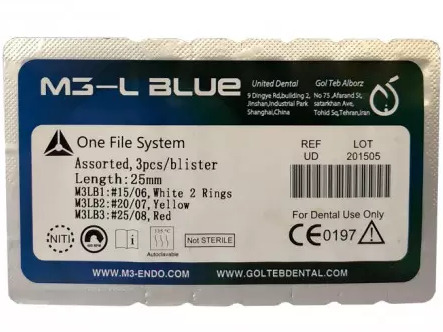 M3-L BLUE
United Dental
9 Dingye Rd,building 2,
Jinshan,Industrial Park
Shanghai,China
Gol Teb Alborz
No 75 ,Afarand St,
satarkhan Ave,
Tohid Sq,Tehran,Iran
One File System
Assorted,3pcs/blister
Length:25mm
M3LB1:#15/06,White 2 Rings
M3LB2:#20/07,Yellow
M3LB3:#25/08,Red
REF
UD
LOT
201505
For Dental Use Only
CE0197
NITI
Autoclavable
Not STERILE
WWW.M3-ENDO.COM
WWW.GOLTEBDENTAL.COM